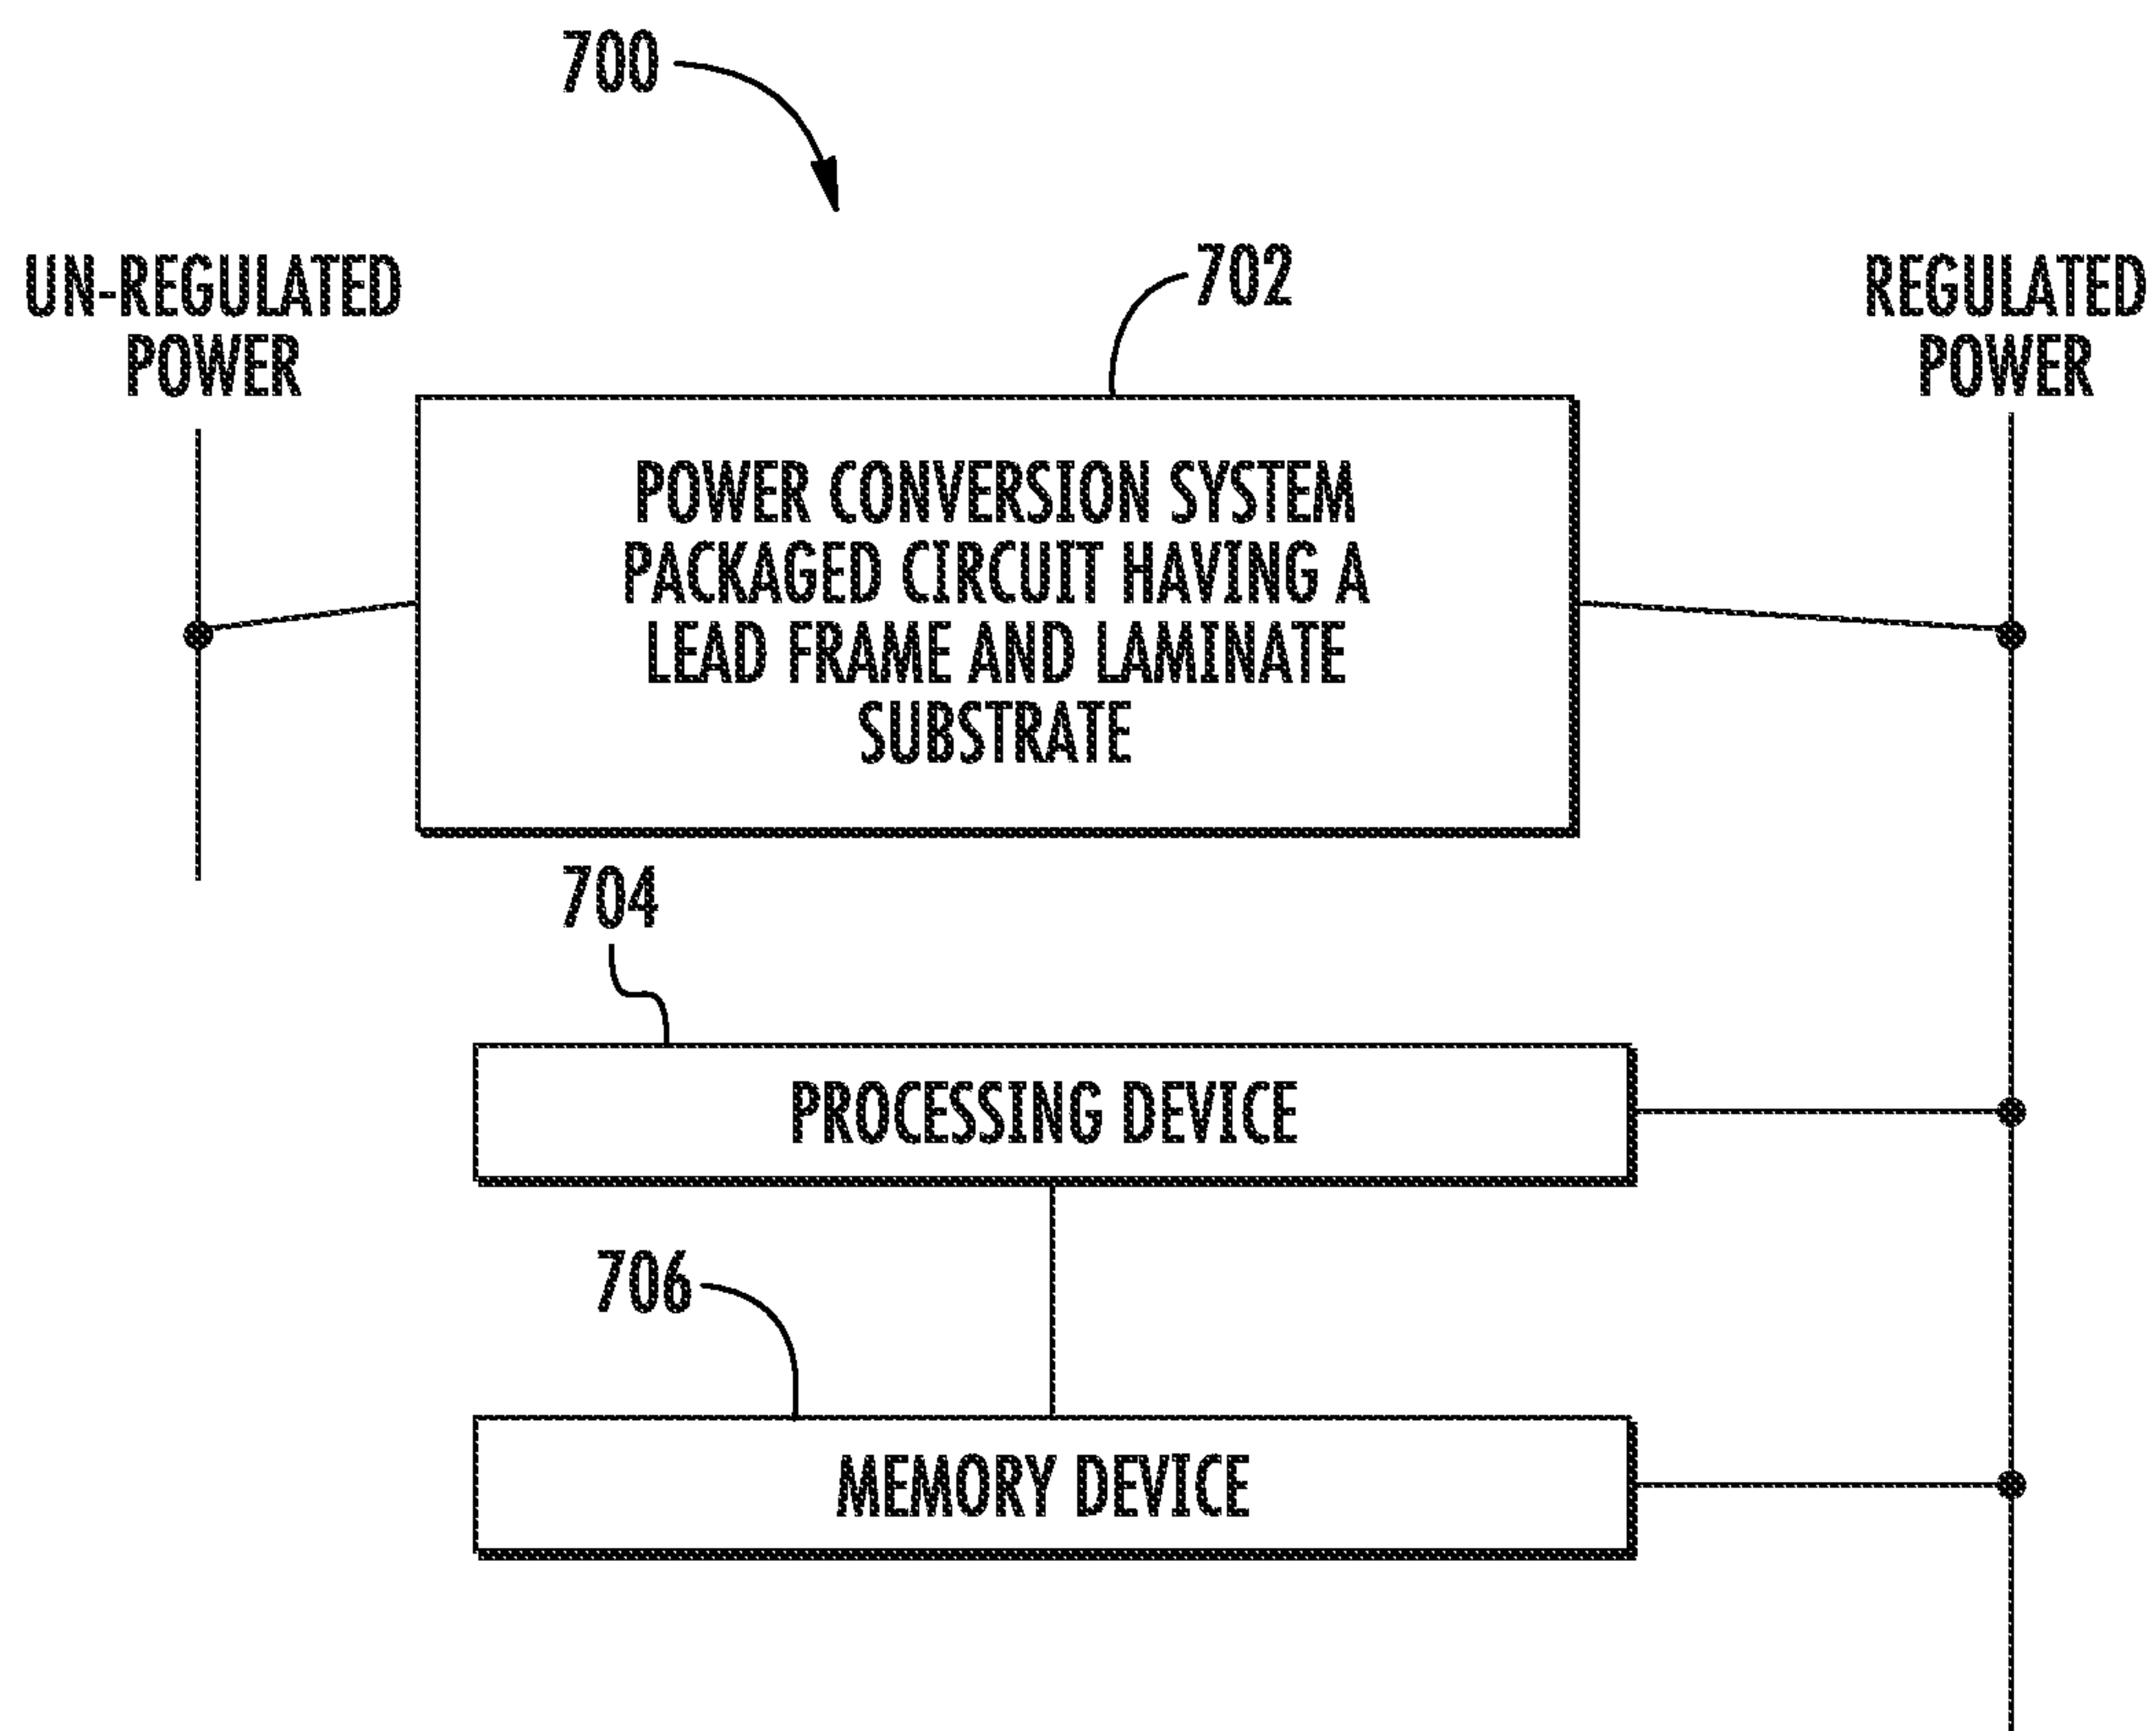 700
702
UN-REGULATED
POWER
REGULATED
POWER
POWER CONVERSION SYSTEM
PACKAGED CIRCUIT HAVING A
LEAD FRAME AND LAMINATE
SUBSTRATE
704
PROCESSING DEVICE
706
MEMORY DEVICE